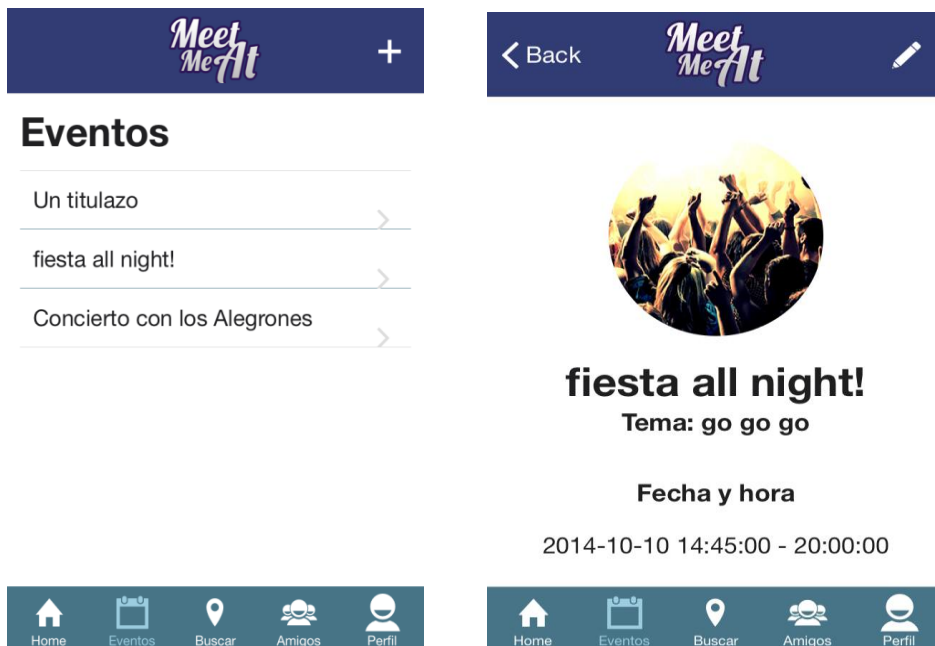 Meet
Me At
+
Eventos
Un titulazo
fiesta all night!
Concierto con los Alegrones
Home Eventos Buscar Amigos Perfil
Back
Meet
Me At
fiesta all night!
Tema: go go go
Fecha y hora
2014-10-10 14:45:00 - 20:00:00
Home Eventos Buscar Amigos Perfil